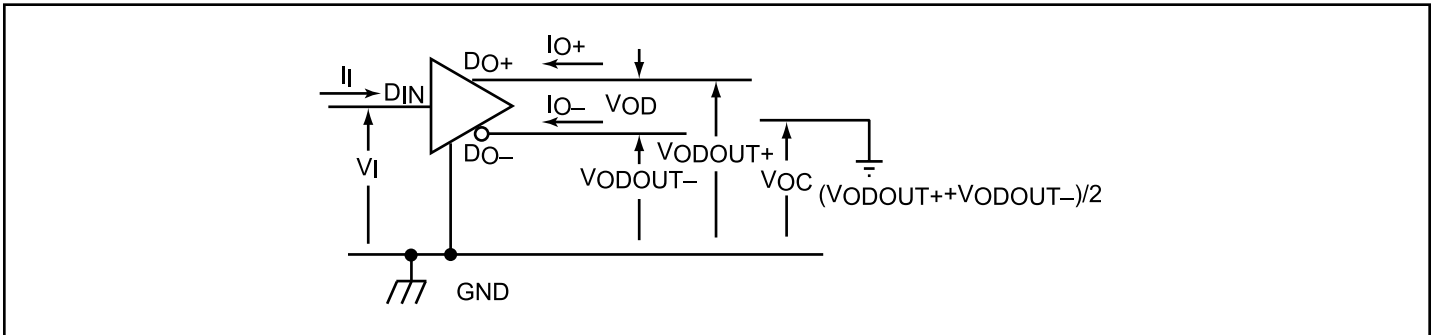 IO+
DO+
II
DIN
VOD
IO–
DO–
VODOUT+
VI
VODOUT–
VOC
(VODOUT++VODOUT–)/2
GND